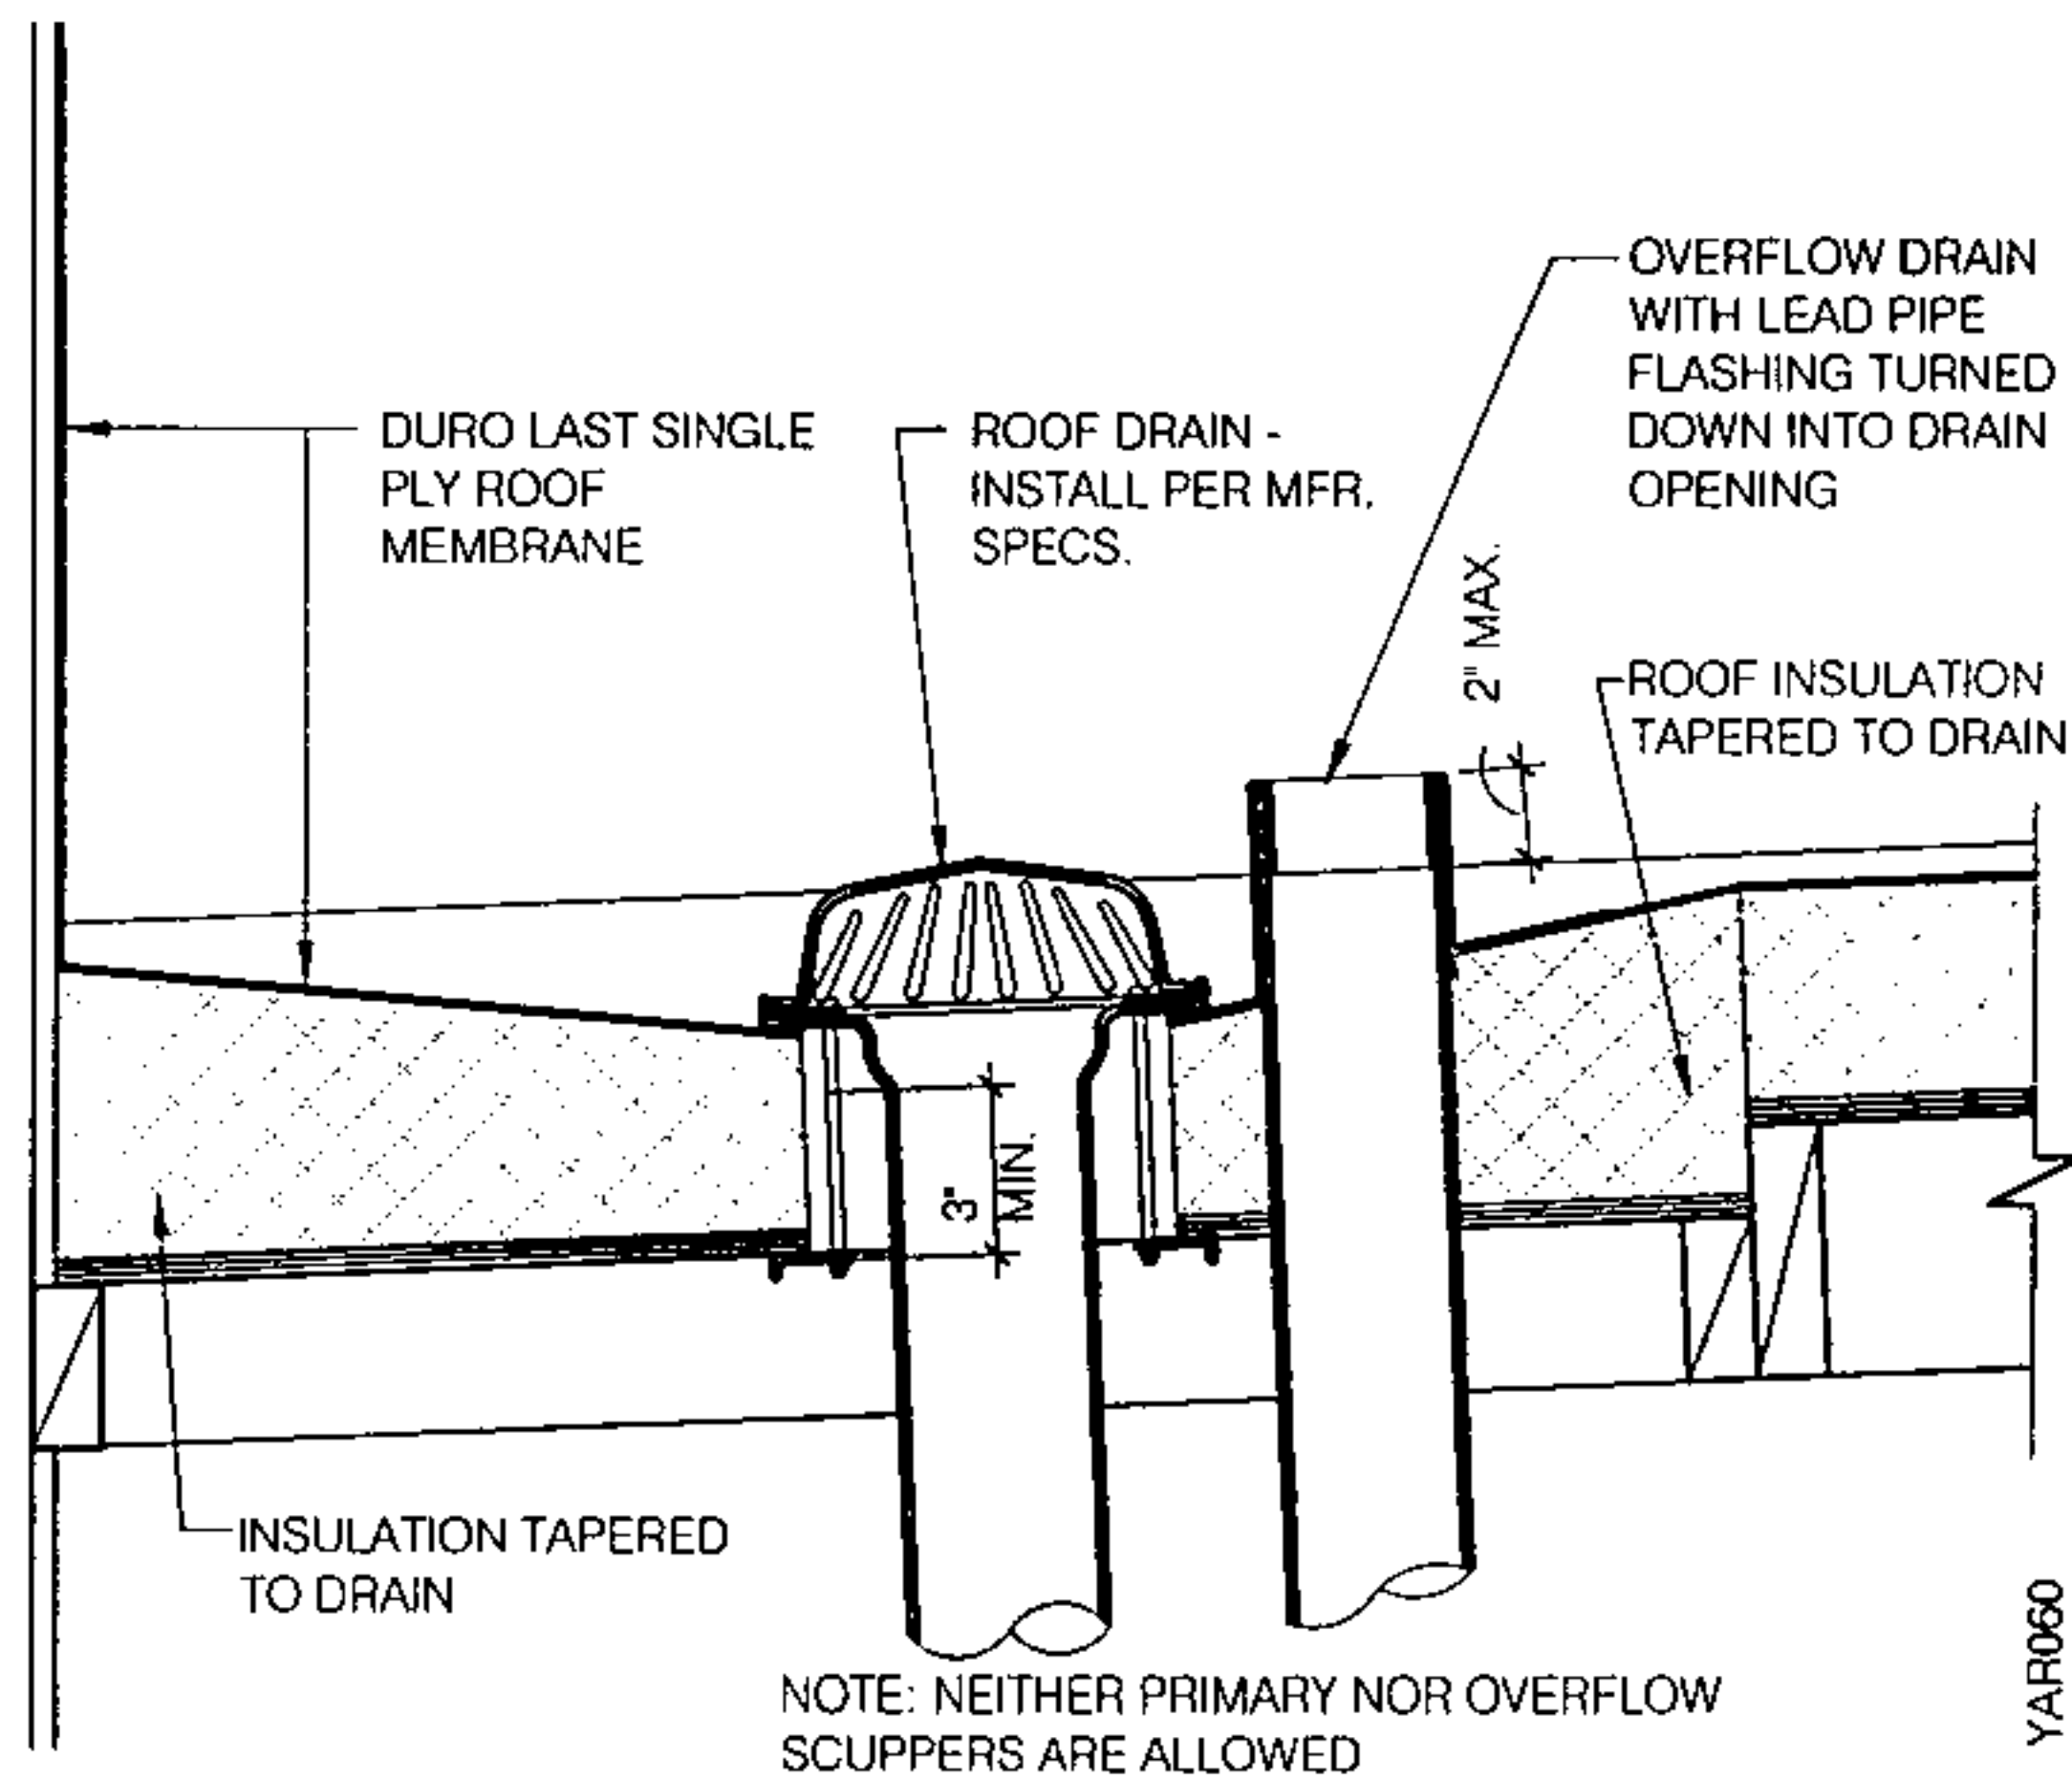 OVERFLOW DRAIN
WITH LEAD PIPE
FLASHING TURNED
DOWN INTO DRAIN
OPENING
DURO LAST SINGLE
PLY ROOF
MEMBRANE
ROOF DRAIN -
INSTALL PER MFR.
SPECS.
2" MAX.
ROOF INSULATION
TAPERED TO DRAIN
3"
MIN.
INSULATION TAPERED
TO DRAIN
NOTE: NEITHER PRIMARY NOR OVERFLOW
SCUPPERS ARE ALLOWED
YAR060